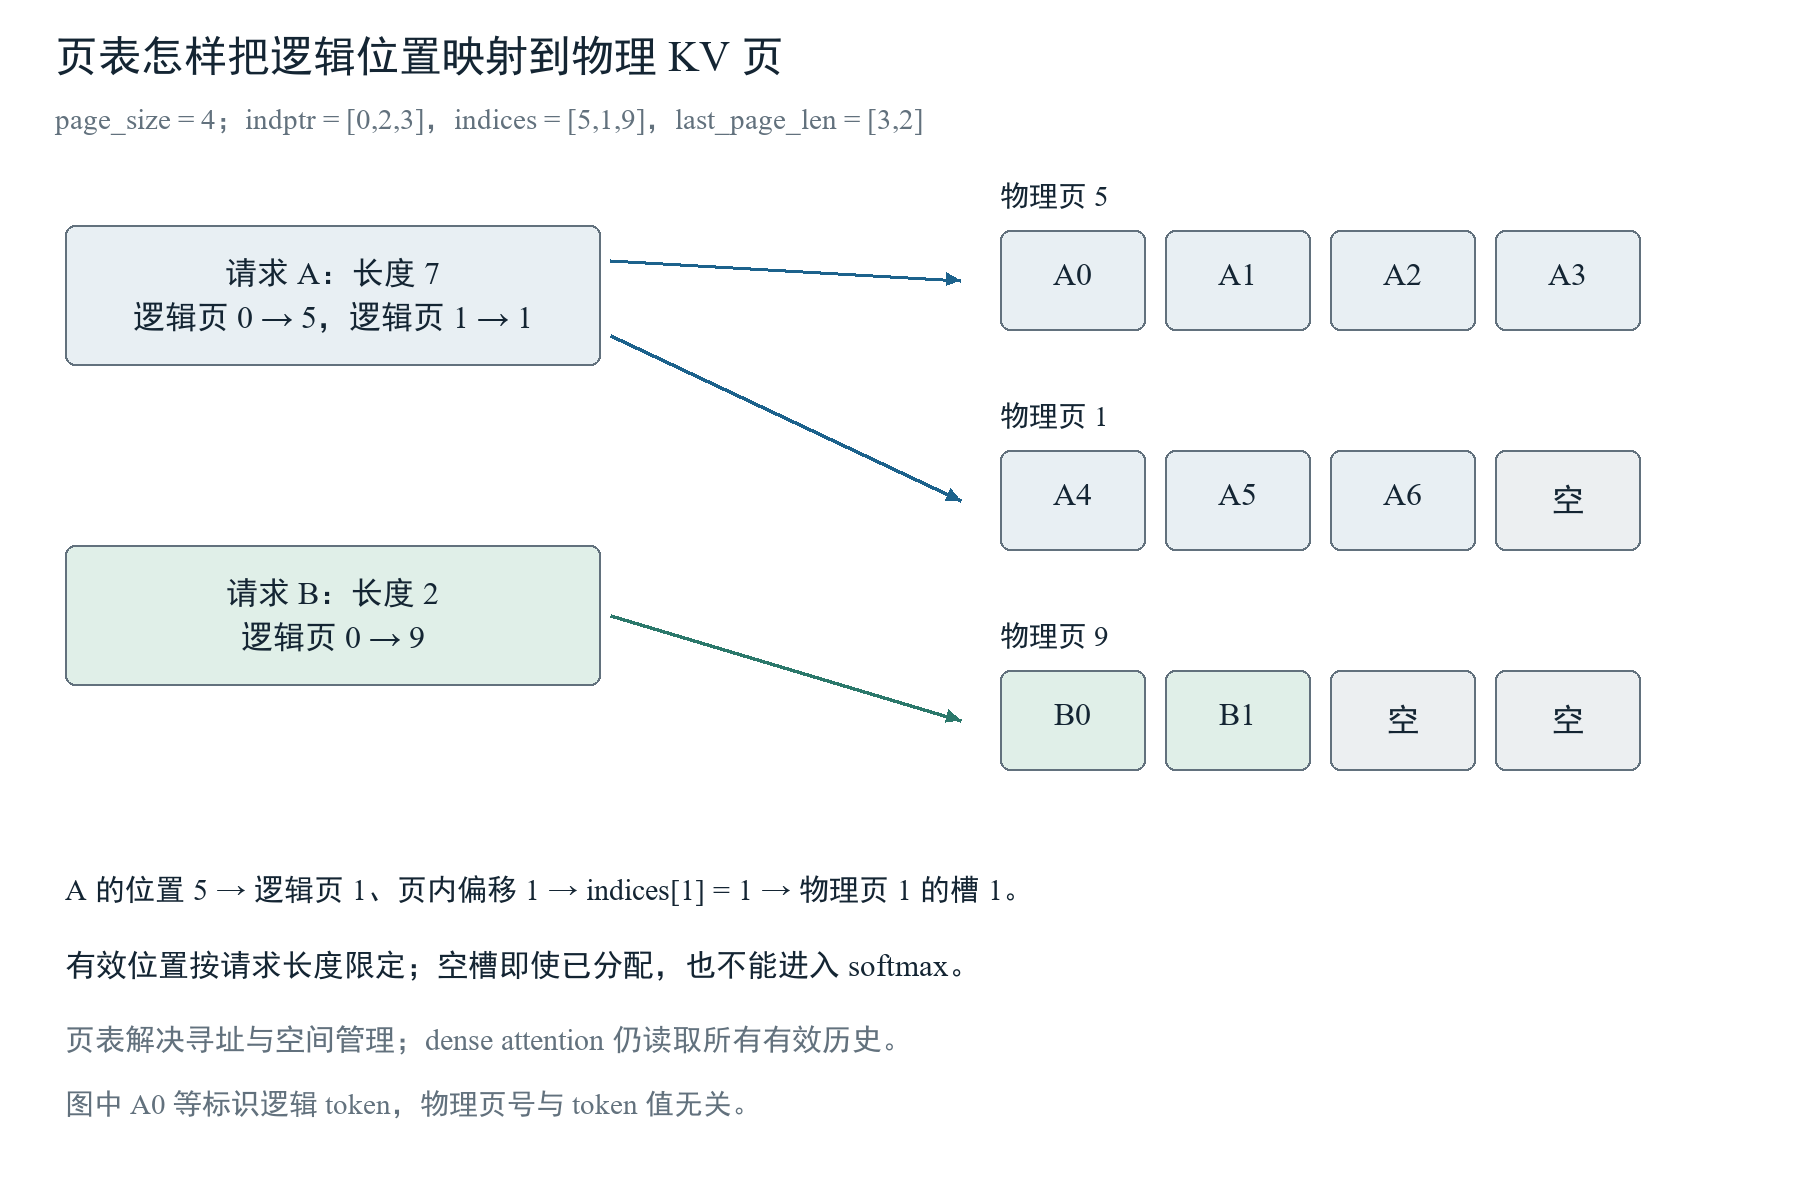 页表怎样把逻辑位置映射到物理 KV 页
page_size = 4；indptr = [0,2,3]，indices = [5,1,9]，last_page_len = [3,2]
请求 A：长度 7
逻辑页 0 → 5，逻辑页 1 → 1
物理页 5
A0 A1 A2 A3
物理页 1
A4 A5 A6 空
请求 B：长度 2
逻辑页 0 → 9
物理页 9
B0 B1 空 空
A 的位置 5 → 逻辑页 1、页内偏移 1 → indices[1] = 1 → 物理页 1 的槽 1。
有效位置按请求长度限定；空槽即使已分配，也不能进入 softmax。
页表解决寻址与空间管理；dense attention 仍读取所有有效历史。
图中 A0 等标识逻辑 token，物理页号与 token 值无关。